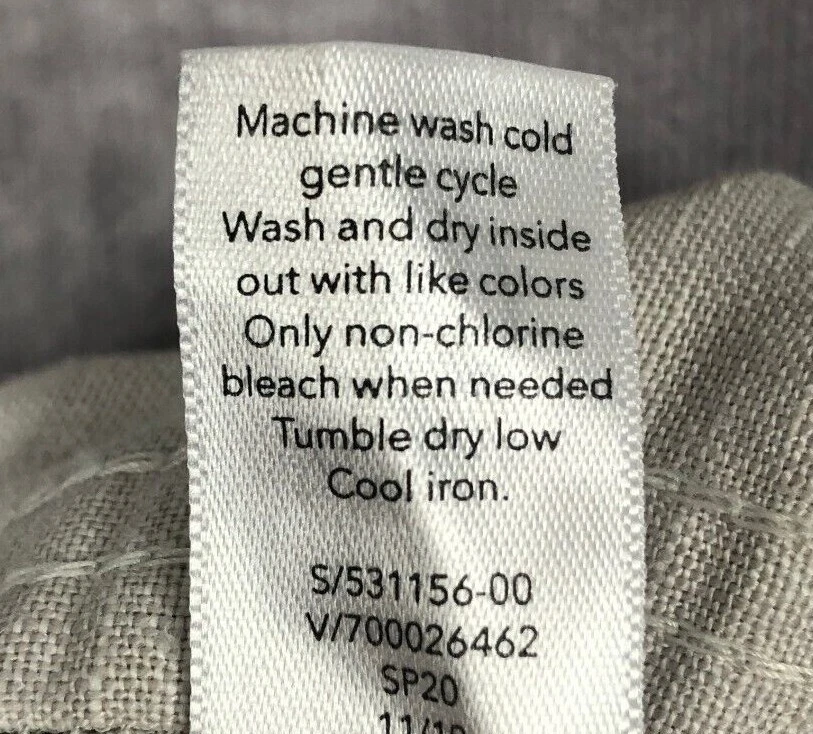 Machine wash cold
gentle cycle
Wash and dry inside
out with like colors
Only non-chlorine
bleach when needed
Tumble dry low
Cool iron.
S/531156-00
V/700026462
SP20